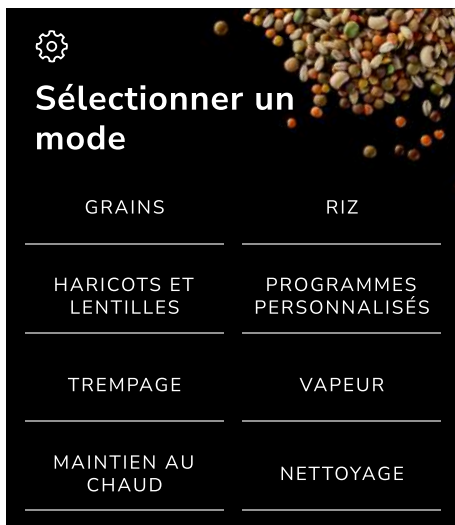 Sélectionner un
mode
GRAINS
RIZ
HARICOTS ET
LENTILLES
PROGRAMMES
PERSONNALISÉS
TREMPAGE
VAPEUR
MAINTIEN AU
CHAUD
NETTOYAGE